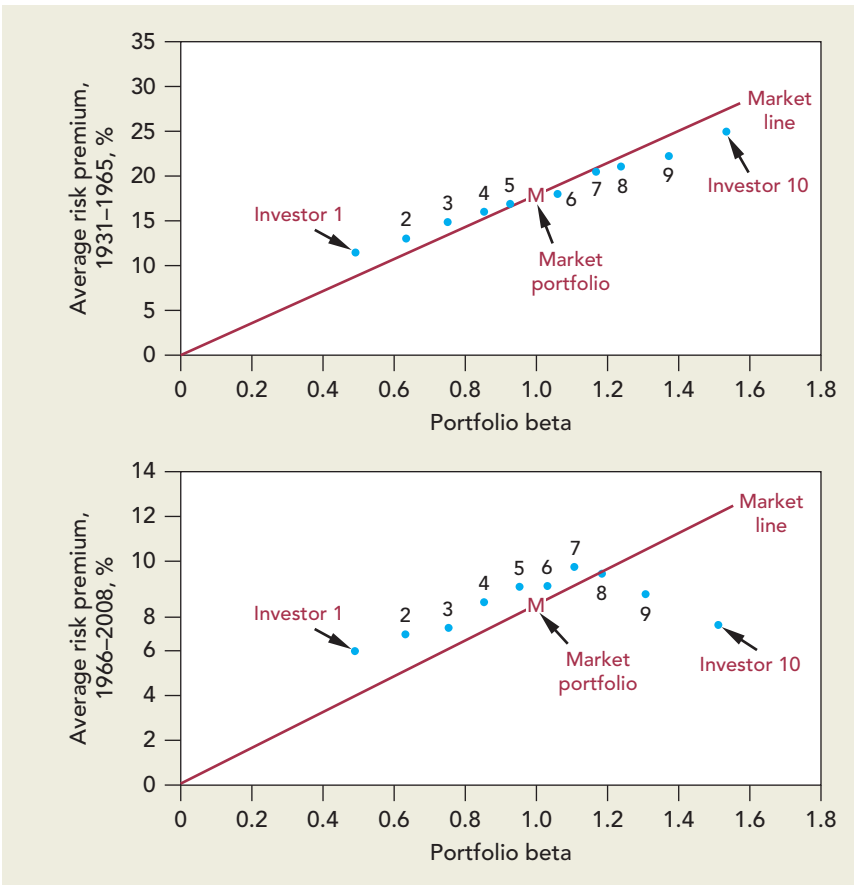 Average risk premium,
1931–1965, %
35
30
25
20
15
10
5
0
Market
line
Investor 1
2
3
4
5
M
6
7
8
9
Investor 10
Market
portfolio
0 0.2 0.4 0.6 0.8 1.0 1.2 1.4 1.6 1.8
Portfolio beta
Average risk premium,
1966–2008, %
14
12
10
8
6
4
2
0
Market
line
Investor 1
2
3
4
5
6
7
M
8
9
Investor 10
Market
portfolio
0 0.2 0.4 0.6 0.8 1.0 1.2 1.4 1.6 1.8
Portfolio beta